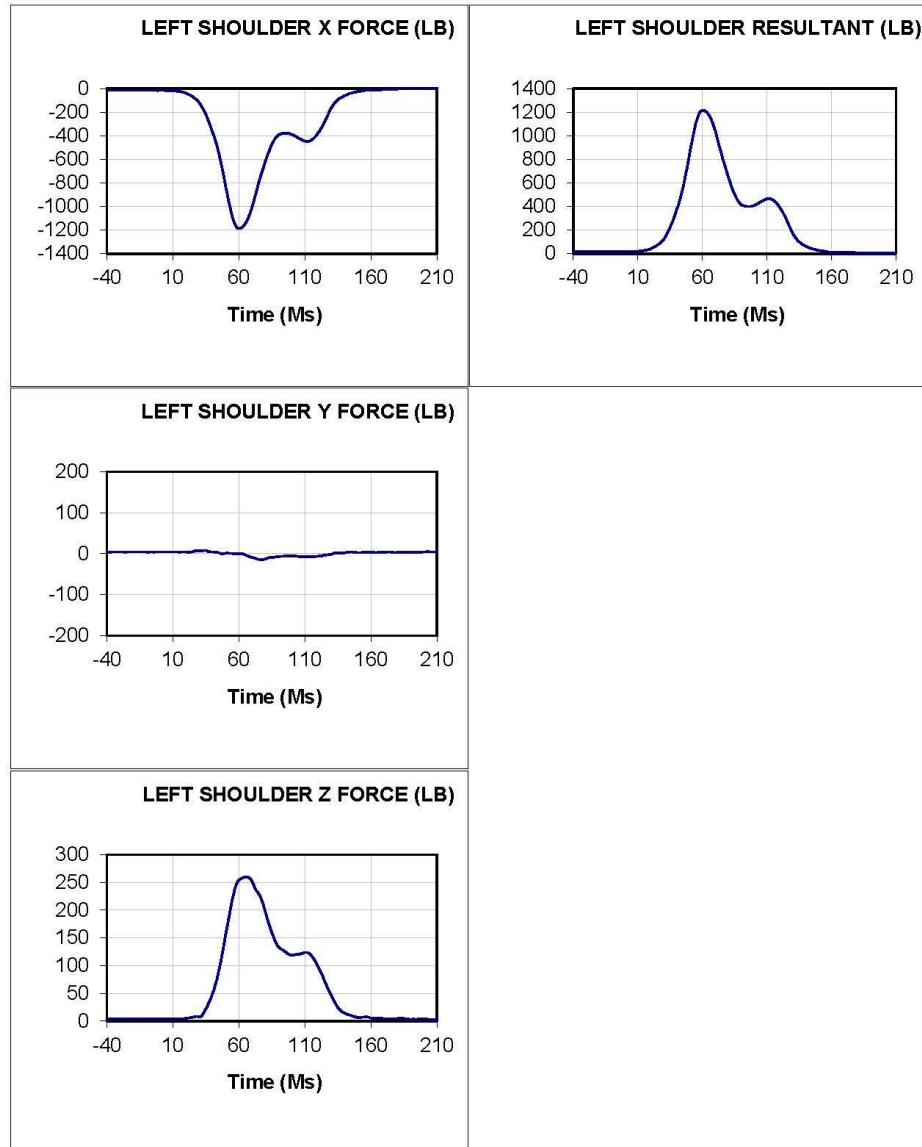 LEFT SHOULDER X FORCE (LB)
0
-200
-400
-600
-800
-1000
-1200
-1400
-40 10 60 110 160 210
Time (Ms)
LEFT SHOULDER RESULTANT (LB)
1400
1200
1000
800
600
400
200
0
-40 10 60 110 160 210
Time (Ms)
LEFT SHOULDER Y FORCE (LB)
200
100
0
-100
-200
-40 10 60 110 160 210
Time (Ms)
LEFT SHOULDER Z FORCE (LB)
300
250
200
150
100
50
0
-40 10 60 110 160 210
Time (Ms)